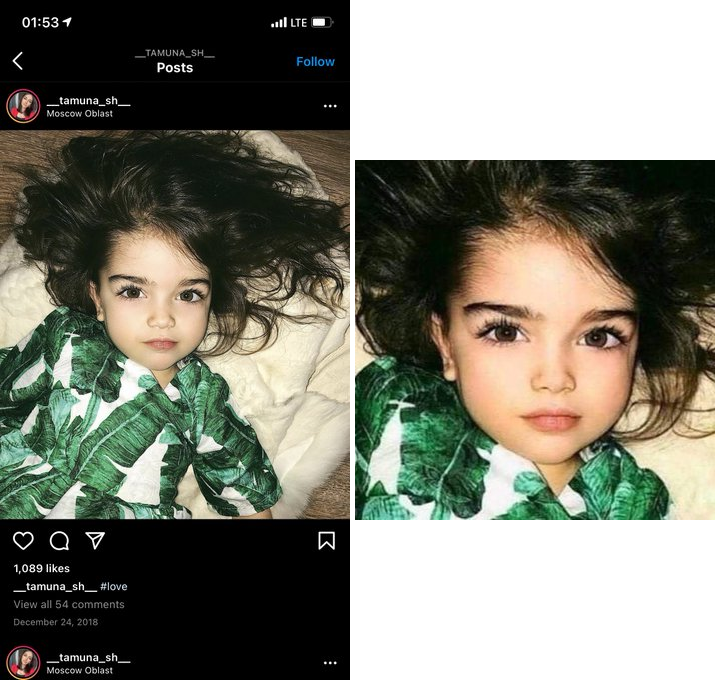 01:53
LTE
__TAMUNA_SH__
Posts
Follow
__tamuna_sh__
Moscow Oblast
1,089 likes
__tamuna_sh__ #love
View all 54 comments
December 24, 2018
__tamuna_sh__
Moscow Oblast